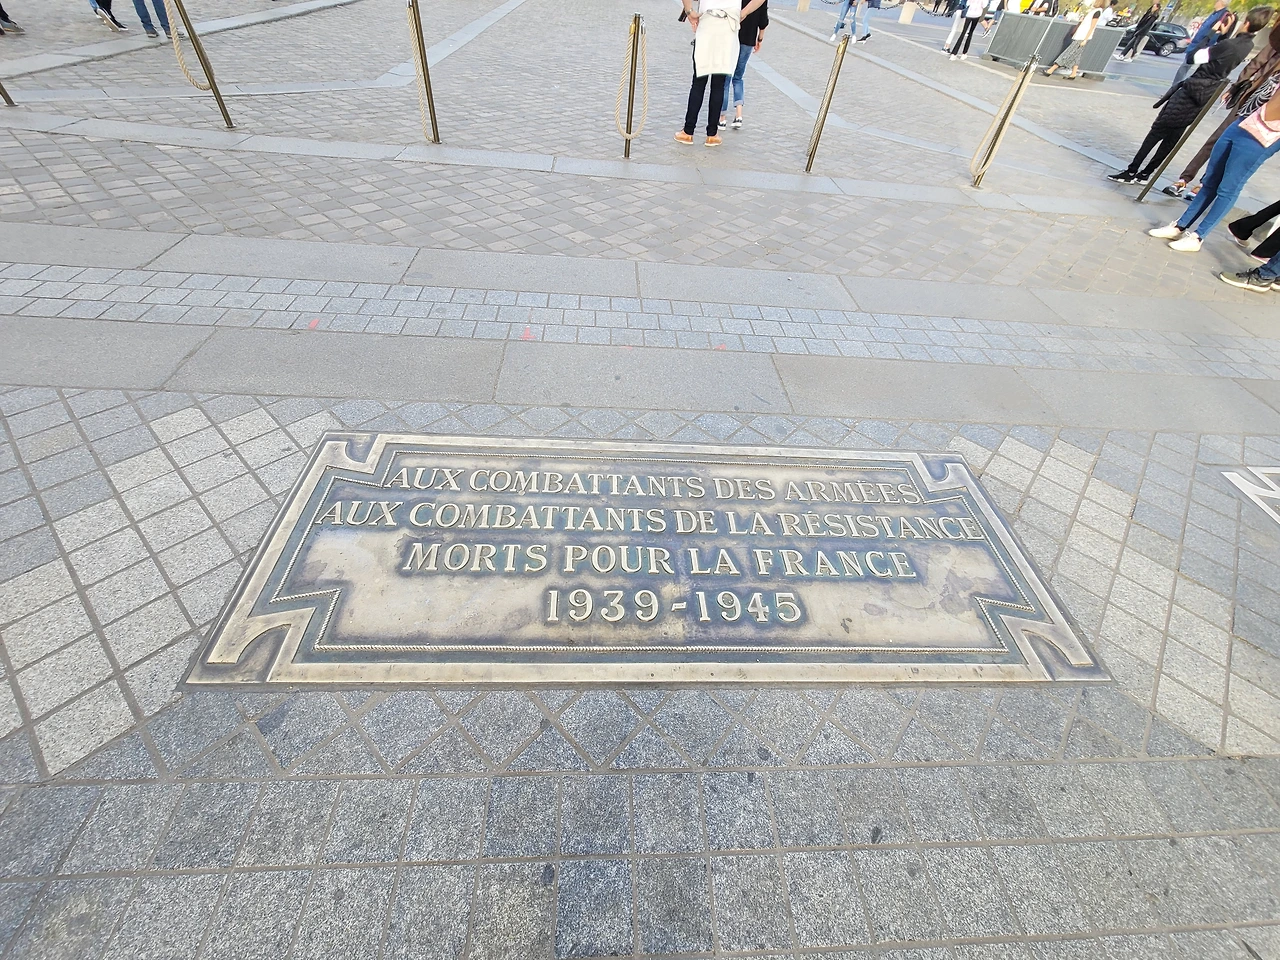 AUX COMBATTANTS DES ARMÉES
AUX COMBATTANTS DE LA RÉSISTANCE
MORTS POUR LA FRANCE
1939-1945